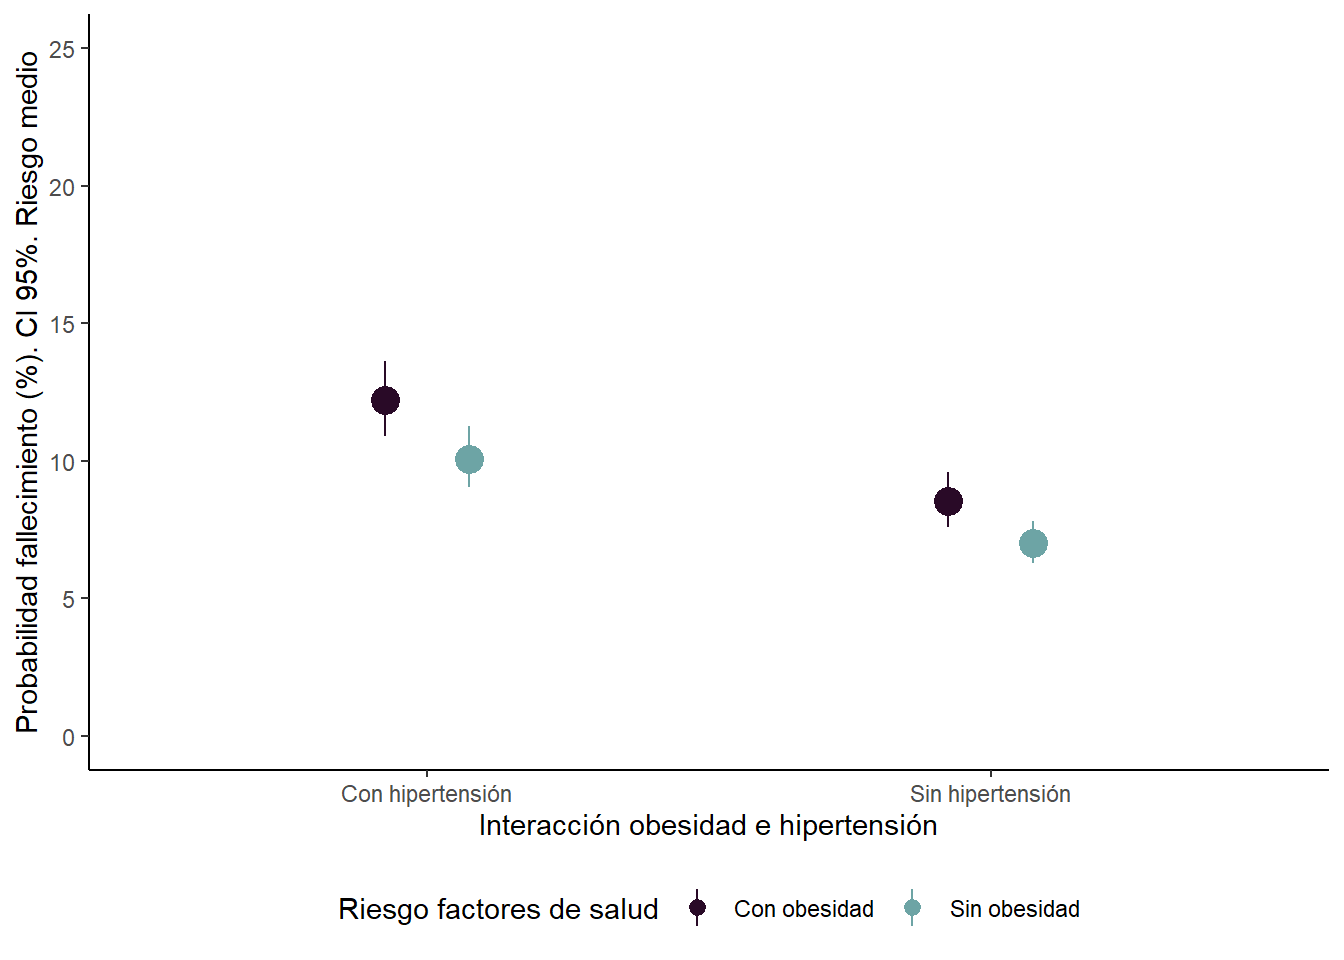 Probabilidad fallecimiento (%). CI 95%. Riesgo medio
25
20
15
10
5
0
Con hipertensión
Sin hipertensión
Interacción obesidad e hipertensión
Riesgo factores de salud
Con obesidad
Sin obesidad